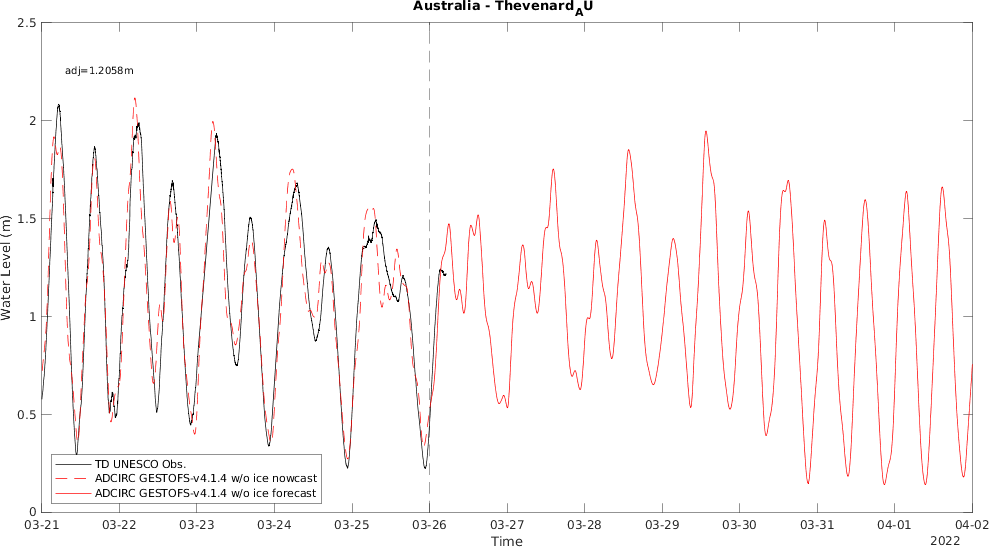 Australia - Thevenard_AU
2.5
adj=1.2058m
2
1.5
Water Level (m)
1
0.5
TD UNESCO Obs.
ADCIRC GESTOFS-v4.1.4 w/o ice nowcast
ADCIRC GESTOFS-v4.1.4 w/o ice forecast
0
03-21 03-22 03-23 03-24 03-25 03-26 03-27 03-28 03-29 03-30 03-31 04-01 04-02
Time
2022